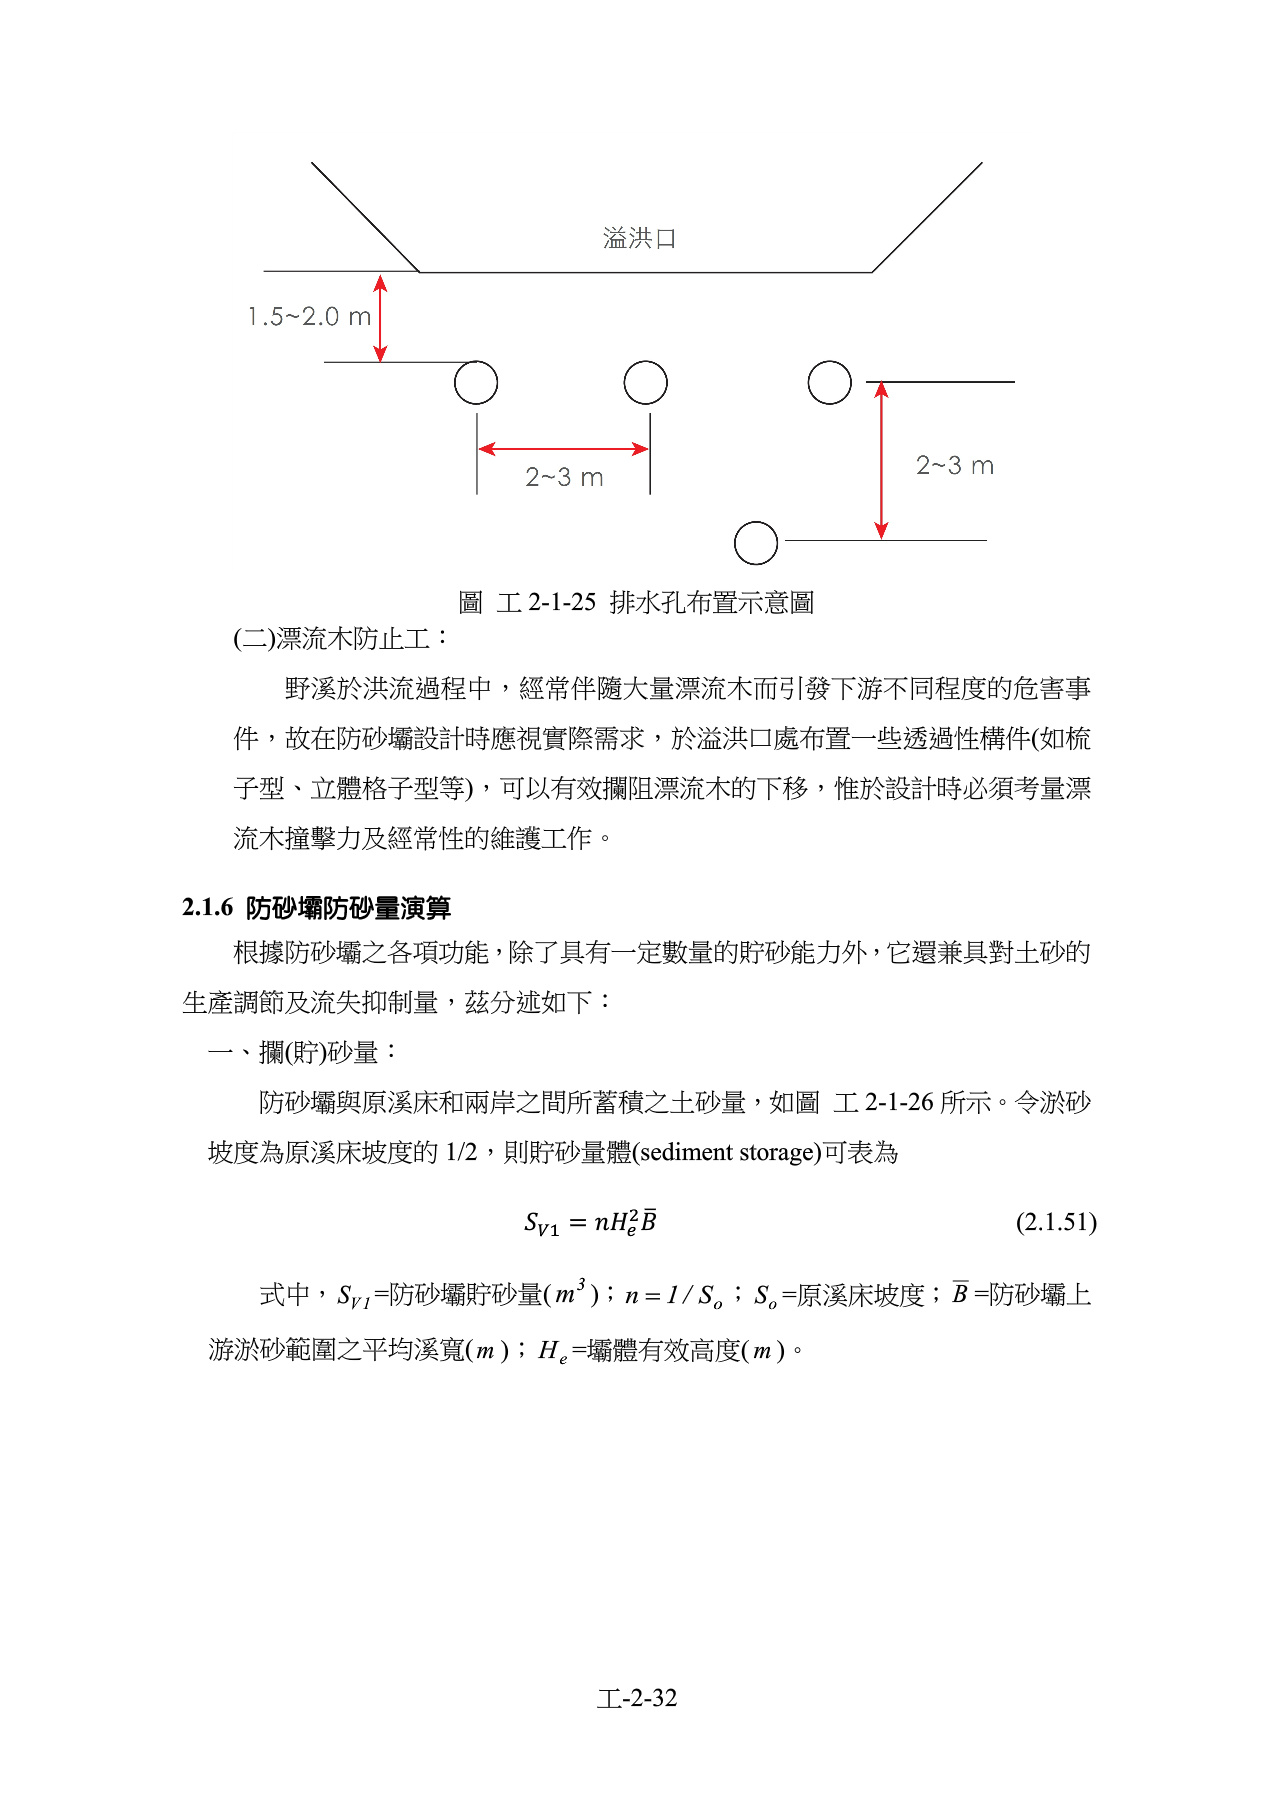 溢洪口
1.5~2.0 m
2~3 m
2~3 m
圖 工 2-1-25 排水孔布置示意圖
(二)漂流木防止工：
野溪於洪流過程中，經常伴隨大量漂流木而引發下游不同程度的危害事
件，故在防砂壩設計時應視實際需求，於溢洪口處布置一些透過性構件(如梳
子型、立體格子型等)，可以有效攔阻漂流木的下移，惟於設計時必須考量漂
流木撞擊力及經常性的維護工作。
2.1.6 防砂壩防砂量演算
根據防砂壩之各項功能，除了具有一定數量的貯砂能力外，它還兼具對土砂的
生產調節及流失抑制量，茲分述如下：
一、攔(貯)砂量：
防砂壩與原溪床和兩岸之間所蓄積之土砂量，如圖 工 2-1-26 所示。令淤砂
坡度為原溪床坡度的 1/2，則貯砂量體(sediment storage)可表為
$S_{V1} = nH_e^2\bar{B}$ (2.1.51)
式中，$S_{V1}$=防砂壩貯砂量($m^3$)；$n = 1/S_o$；$S_o$=原溪床坡度；$\bar{B}$=防砂壩上
游淤砂範圍之平均溪寬(m)；$H_e$=壩體有效高度(m)。
工-2-32